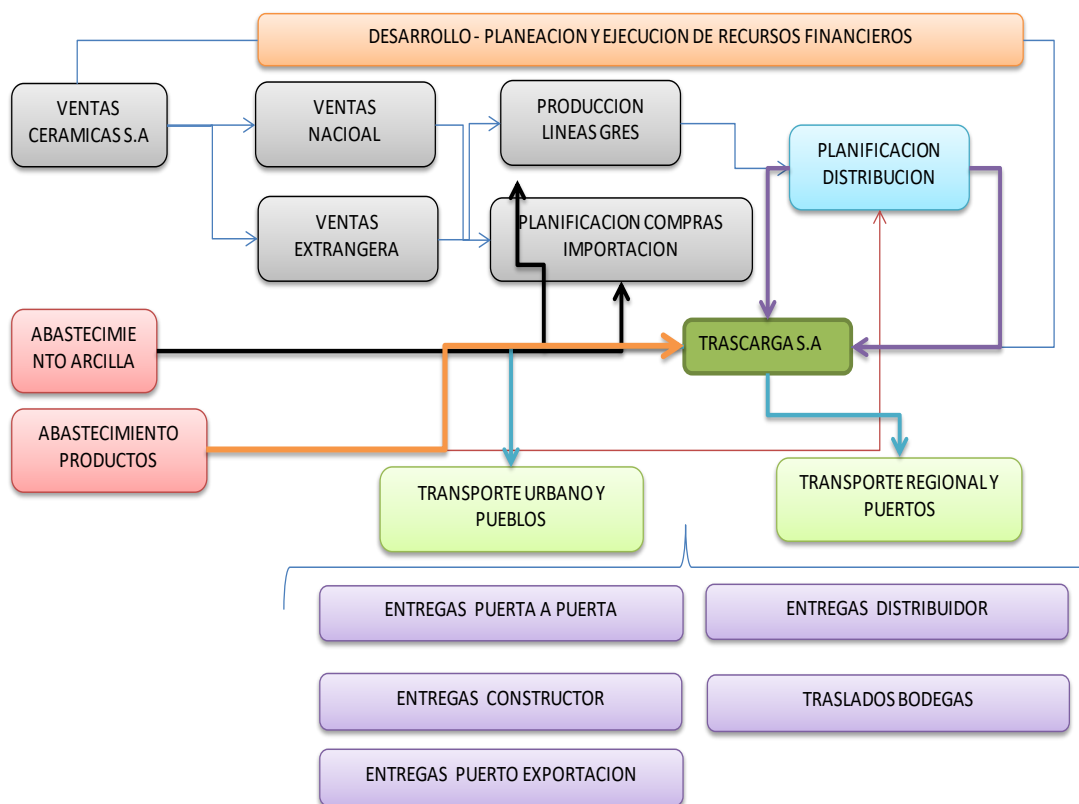 DESARROLLO - PLANEACION Y EJECUCION DE RECURSOS FINANCIEROS
VENTAS
CERAMICAS S.A
VENTAS
NACIOAL
PRODUCCION
LINEAS GRES
PLANIFICACION
DISTRIBUCION
VENTAS
EXTRANGERA
PLANIFICACION COMPRAS
IMPORTACION
ABASTECIMIE
NTO ARCILLA
TRASCARGA S.A
ABASTECIMIENTO
PRODUCTOS
TRANSPORTE URBANO Y
PUEBLOS
TRANSPORTE REGIONAL Y
PUERTOS
ENTREGAS PUERTA A PUERTA
ENTREGAS DISTRIBUIDOR
ENTREGAS CONSTRUCTOR
TRASLADOS BODEGAS
ENTREGAS PUERTO EXPORTACION